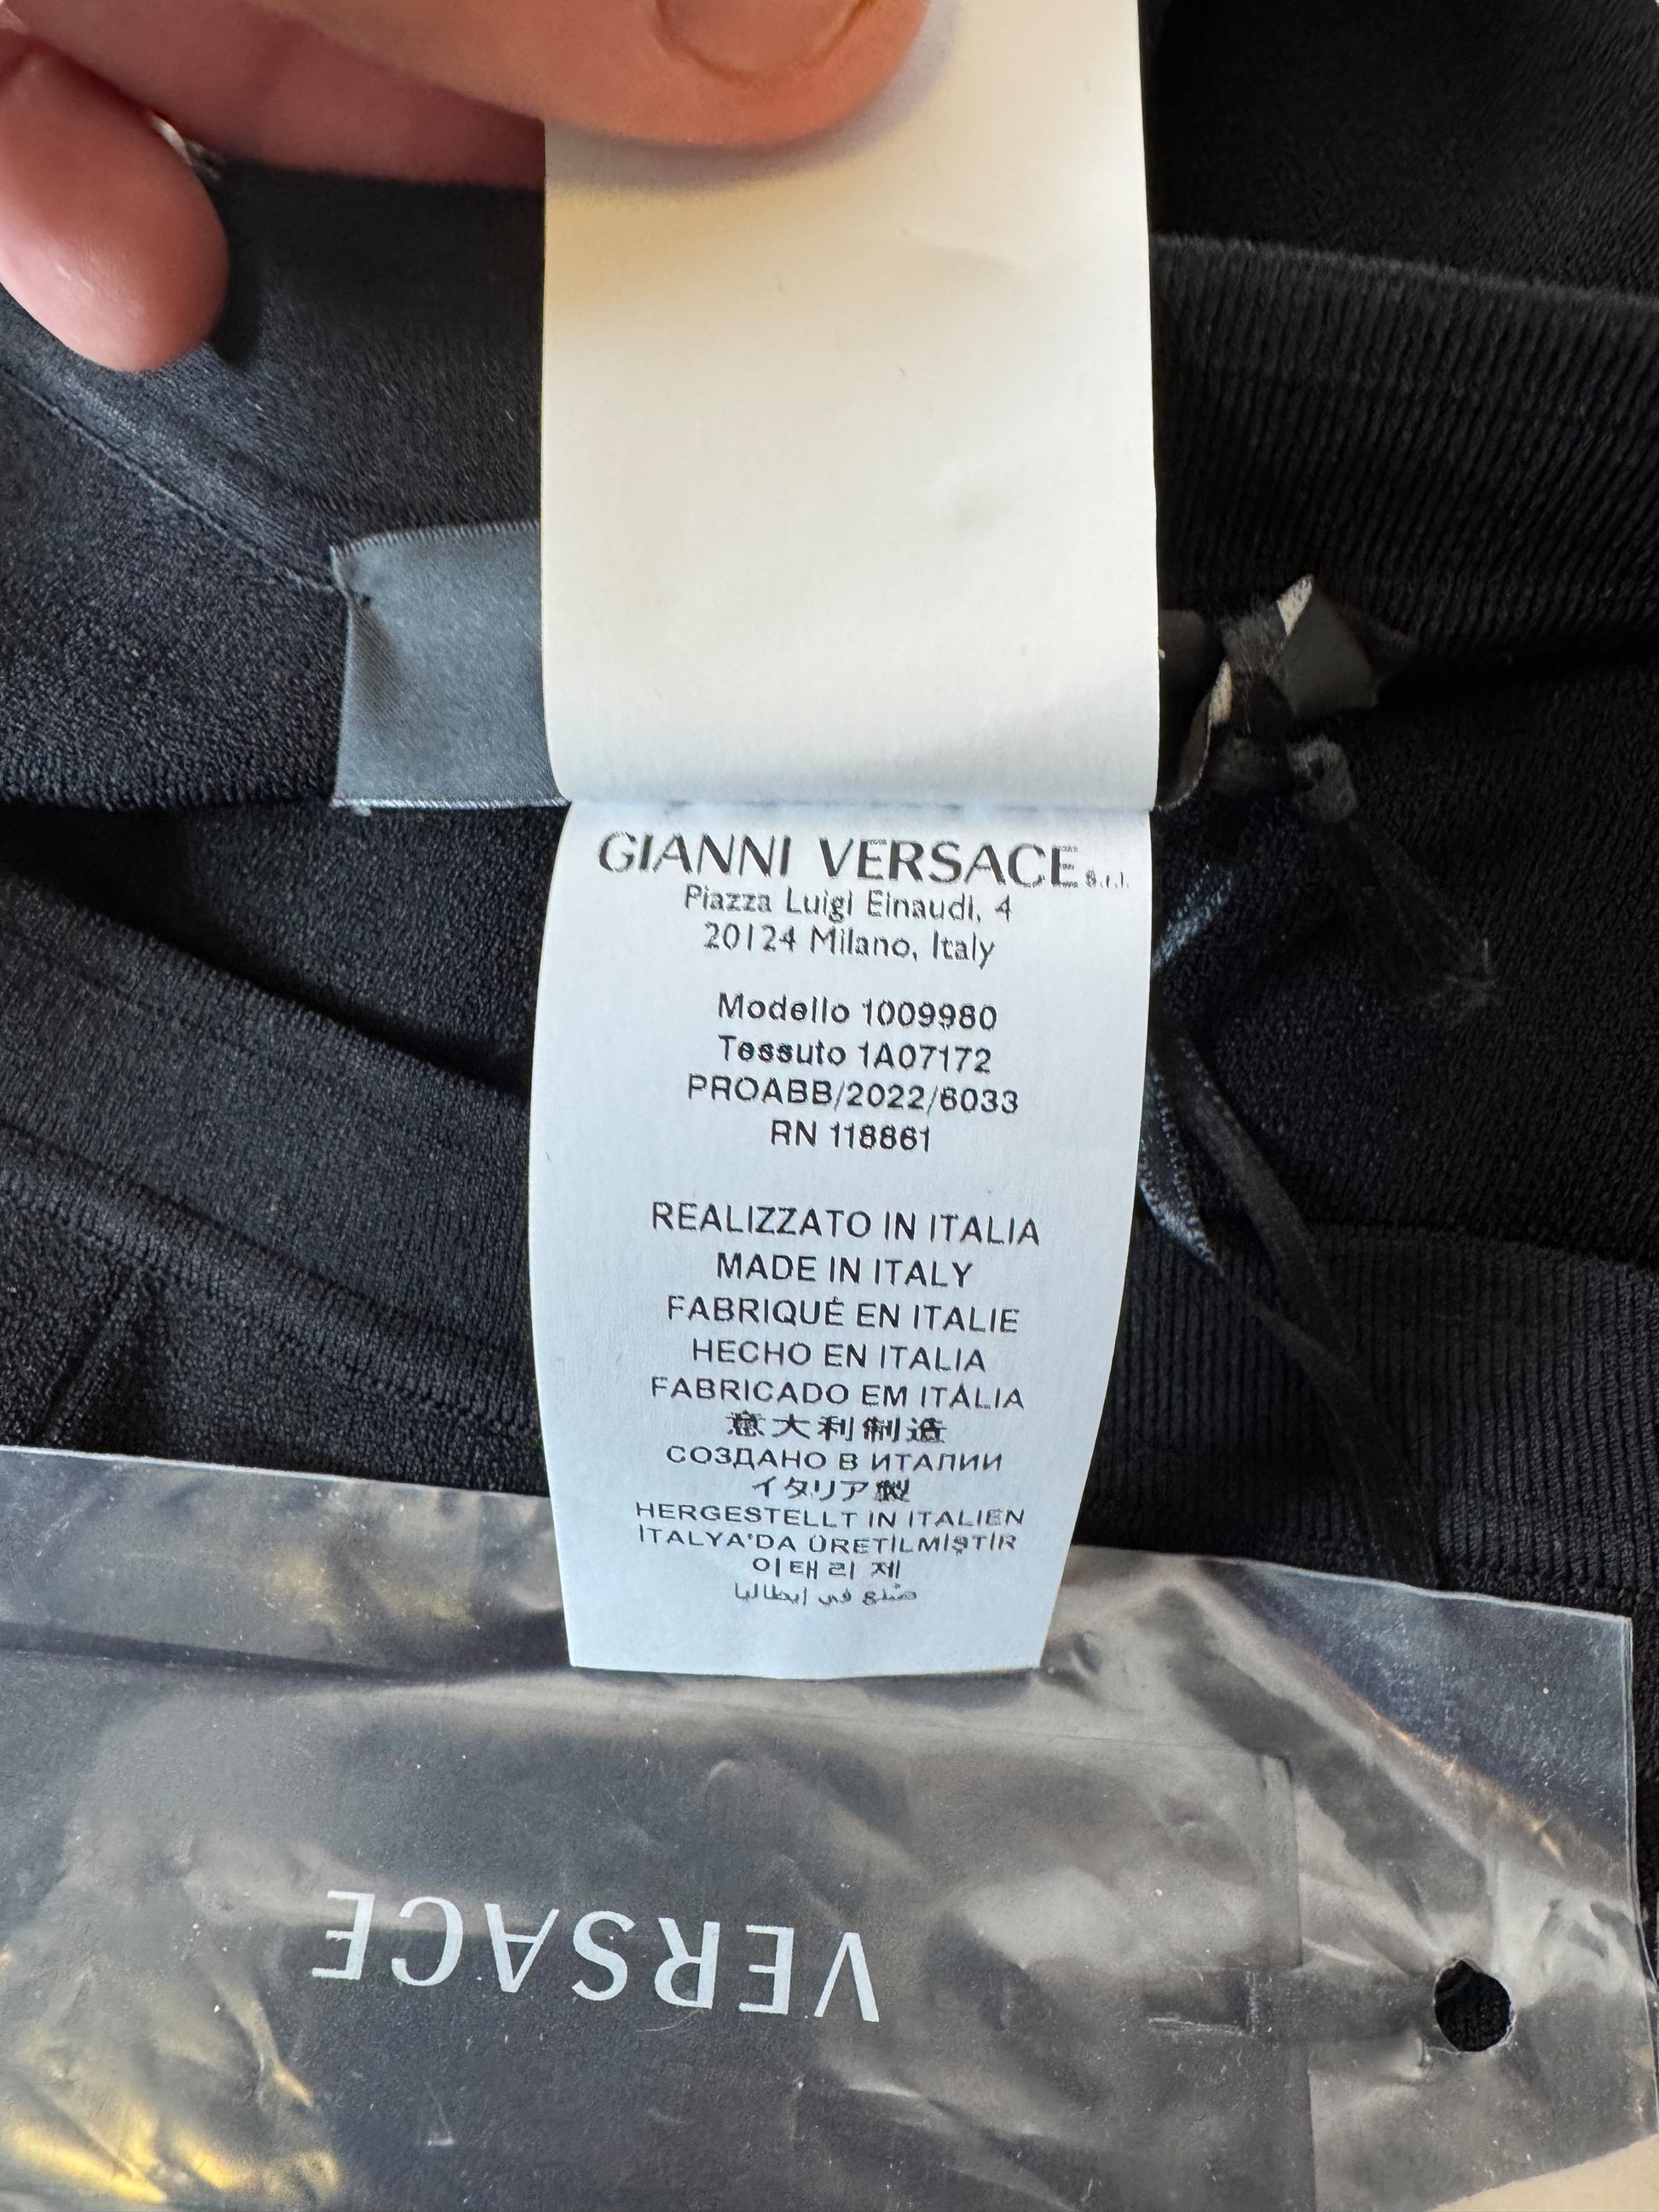 GIANNI VERSACE s.r.l.
Piazza Luigi Einaudi, 4
20124 Milano, Italy
Modello 1009980
Tessuto 1A07172
PROABB/2022/6033
RN 118861
REALIZZATO IN ITALIA
MADE IN ITALY
FABRIQUÉ EN ITALIE
HECHO EN ITALIA
FABRICADO EM ITÁLIA
意大利制造
СОЗДАНО В ИТАЛИИ
イタリア製
HERGESTELLT IN ITALIEN
İTALYA'DA ÜRETİLMİŞTİR
이태리 제
صُنع في إيطاليا
VERSACE